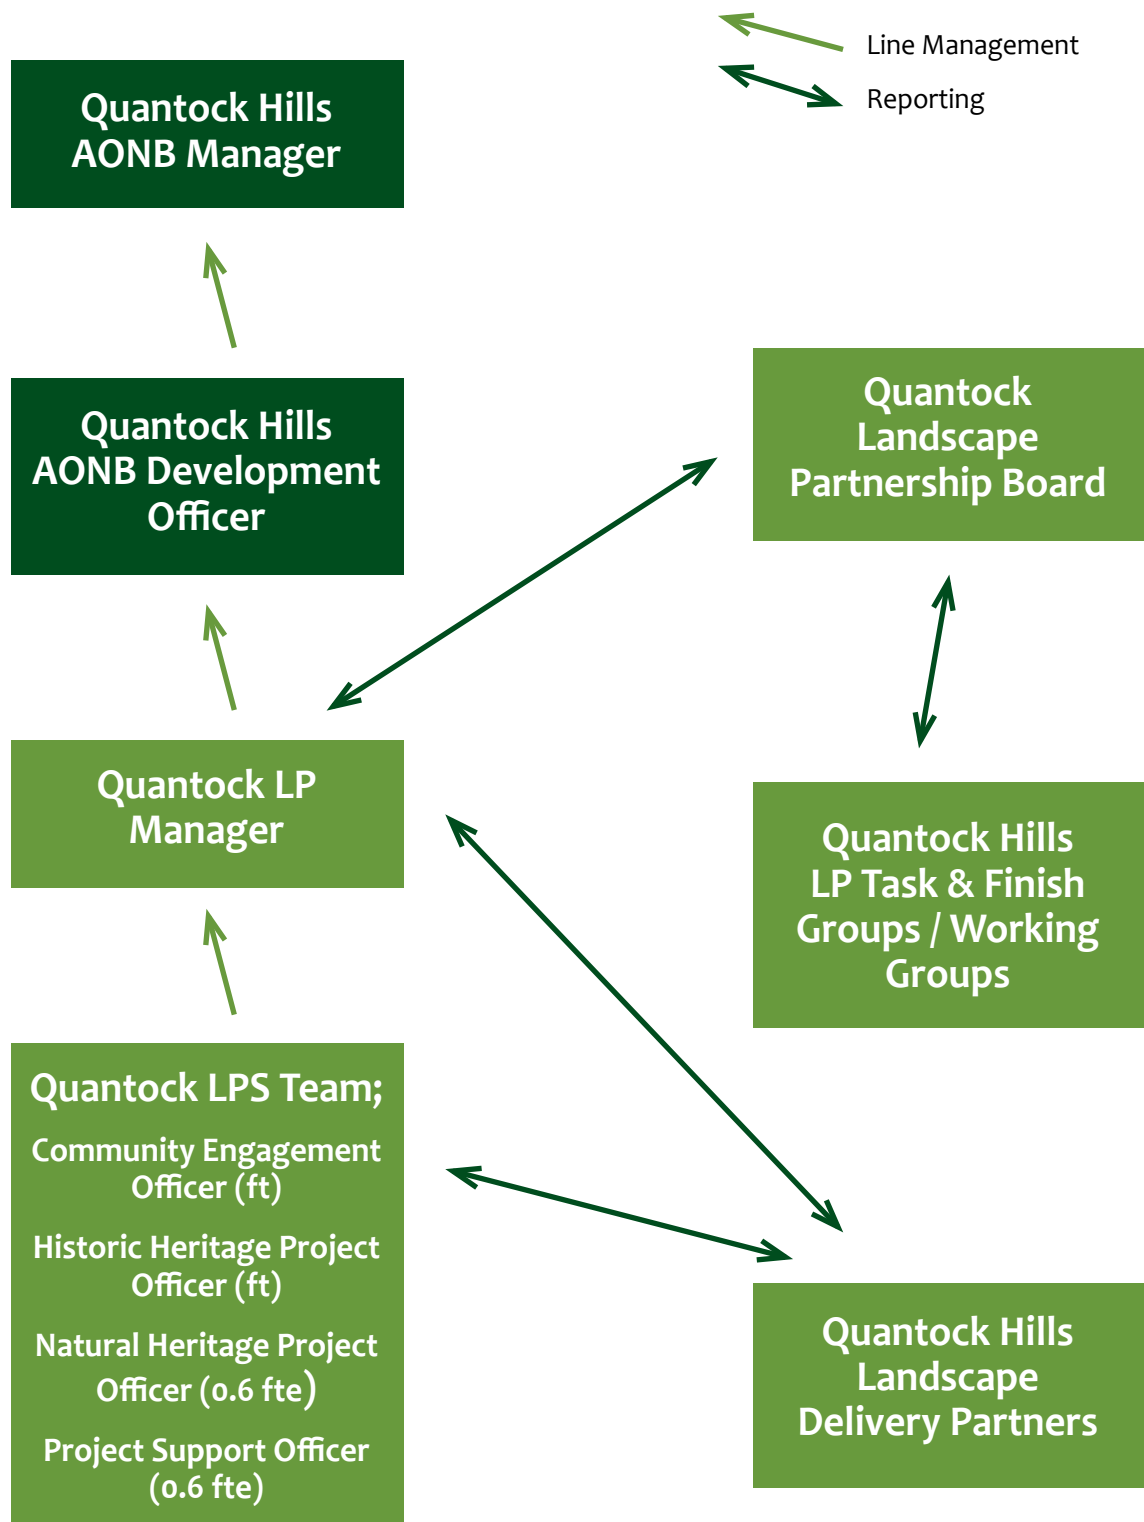 Line Management
Reporting
Quantock Hills
AONB Manager
Quantock Hills
AONB Development
Officer
Quantock
Landscape
Partnership Board
Quantock LP
Manager
Quantock Hills
LP Task & Finish
Groups / Working
Groups
Quantock LPS Team;
Community Engagement
Officer (ft)
Historic Heritage Project
Officer (ft)
Natural Heritage Project
Officer (0.6 fte)
Project Support Officer
(0.6 fte)
Quantock Hills
Landscape
Delivery Partners